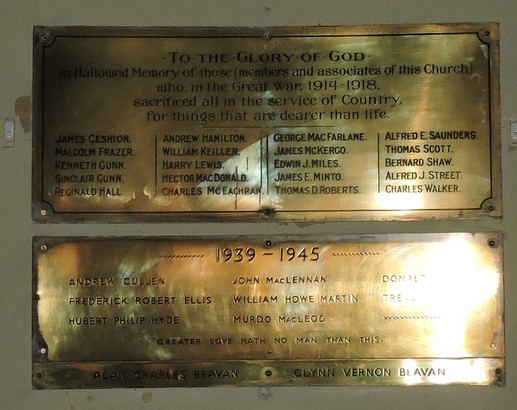 ·TO·THE·GLORY·OF·GOD·
In Hallowed Memory of those (members and associates of this Church)
who, in the Great War, 1914-1918,
sacrificed all in the service of Country,
for things that are dearer than life.
JAMES GESHION. ANDREW HAMILTON. GEORGE MACFARLANE. ALFRED E. SAUNDERS.
MALCOLM FRAZER. WILLIAM KEILLER. JAMES MCKERGO. THOMAS SCOTT.
KENNETH GUNN. HARRY LEWIS. EDWIN J. MILES. BERNARD SHAW.
SINCLAIR GUNN. HECTOR MACDONALD. JAMES E. MINTO. ALFRED J. STREET.
REGINALD HALL CHARLES MCEACHRAN. THOMAS D. ROBERTS. CHARLES WALKER.
1939 - 1945
ANDREW CULLEN JOHN MACLENNAN DONALD
FREDERICK ROBERT ELLIS WILLIAM HOWE MARTIN
HUBERT PHILIP HYDE MURDO MACLEOD
"GREATER LOVE HATH NO MAN THAN THIS."
ALAN CHARLES BEAVAN GLYNN VERNON BEAVAN